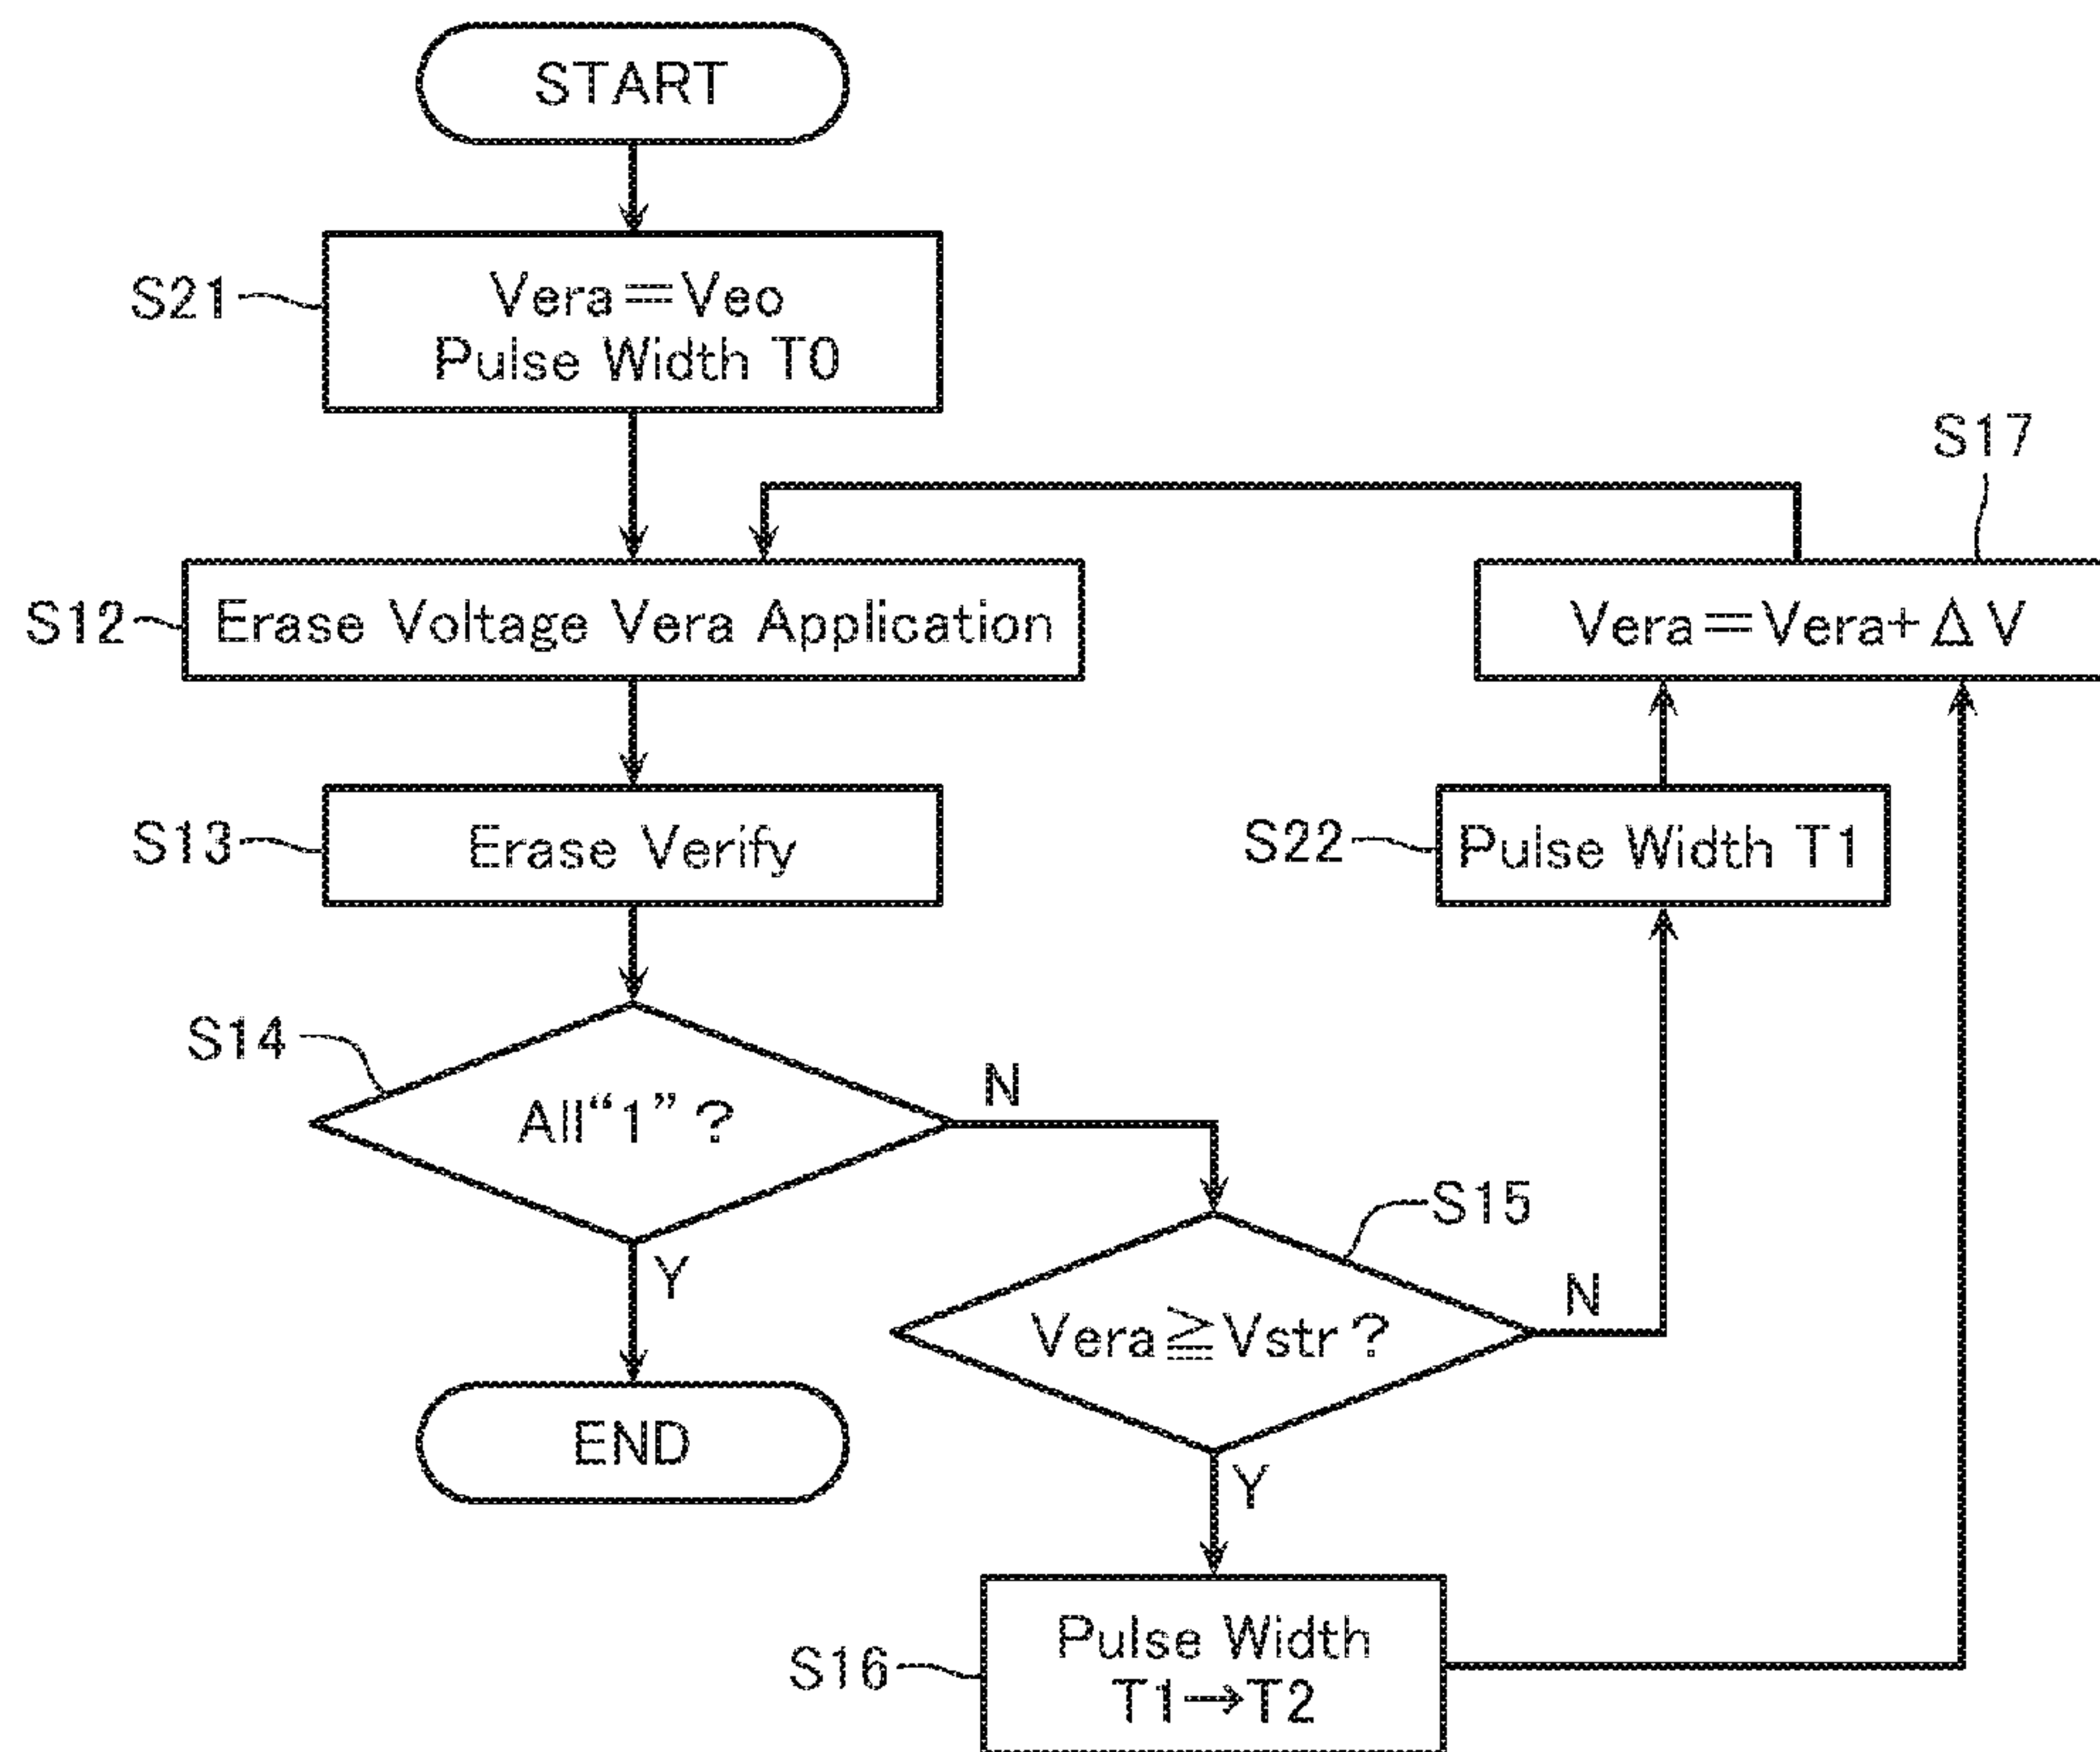 START
S21
Vera=Veo
Pulse Width T0
S17
S12
Erase Voltage Vera Application
Vera=Vera+ΔV
S13
Erase Verify
S22
Pulse Width T1
S14
All“1”?
N
S15
Y
Vera≧Vstr?
N
END
Y
S16
Pulse Width
T1→T2